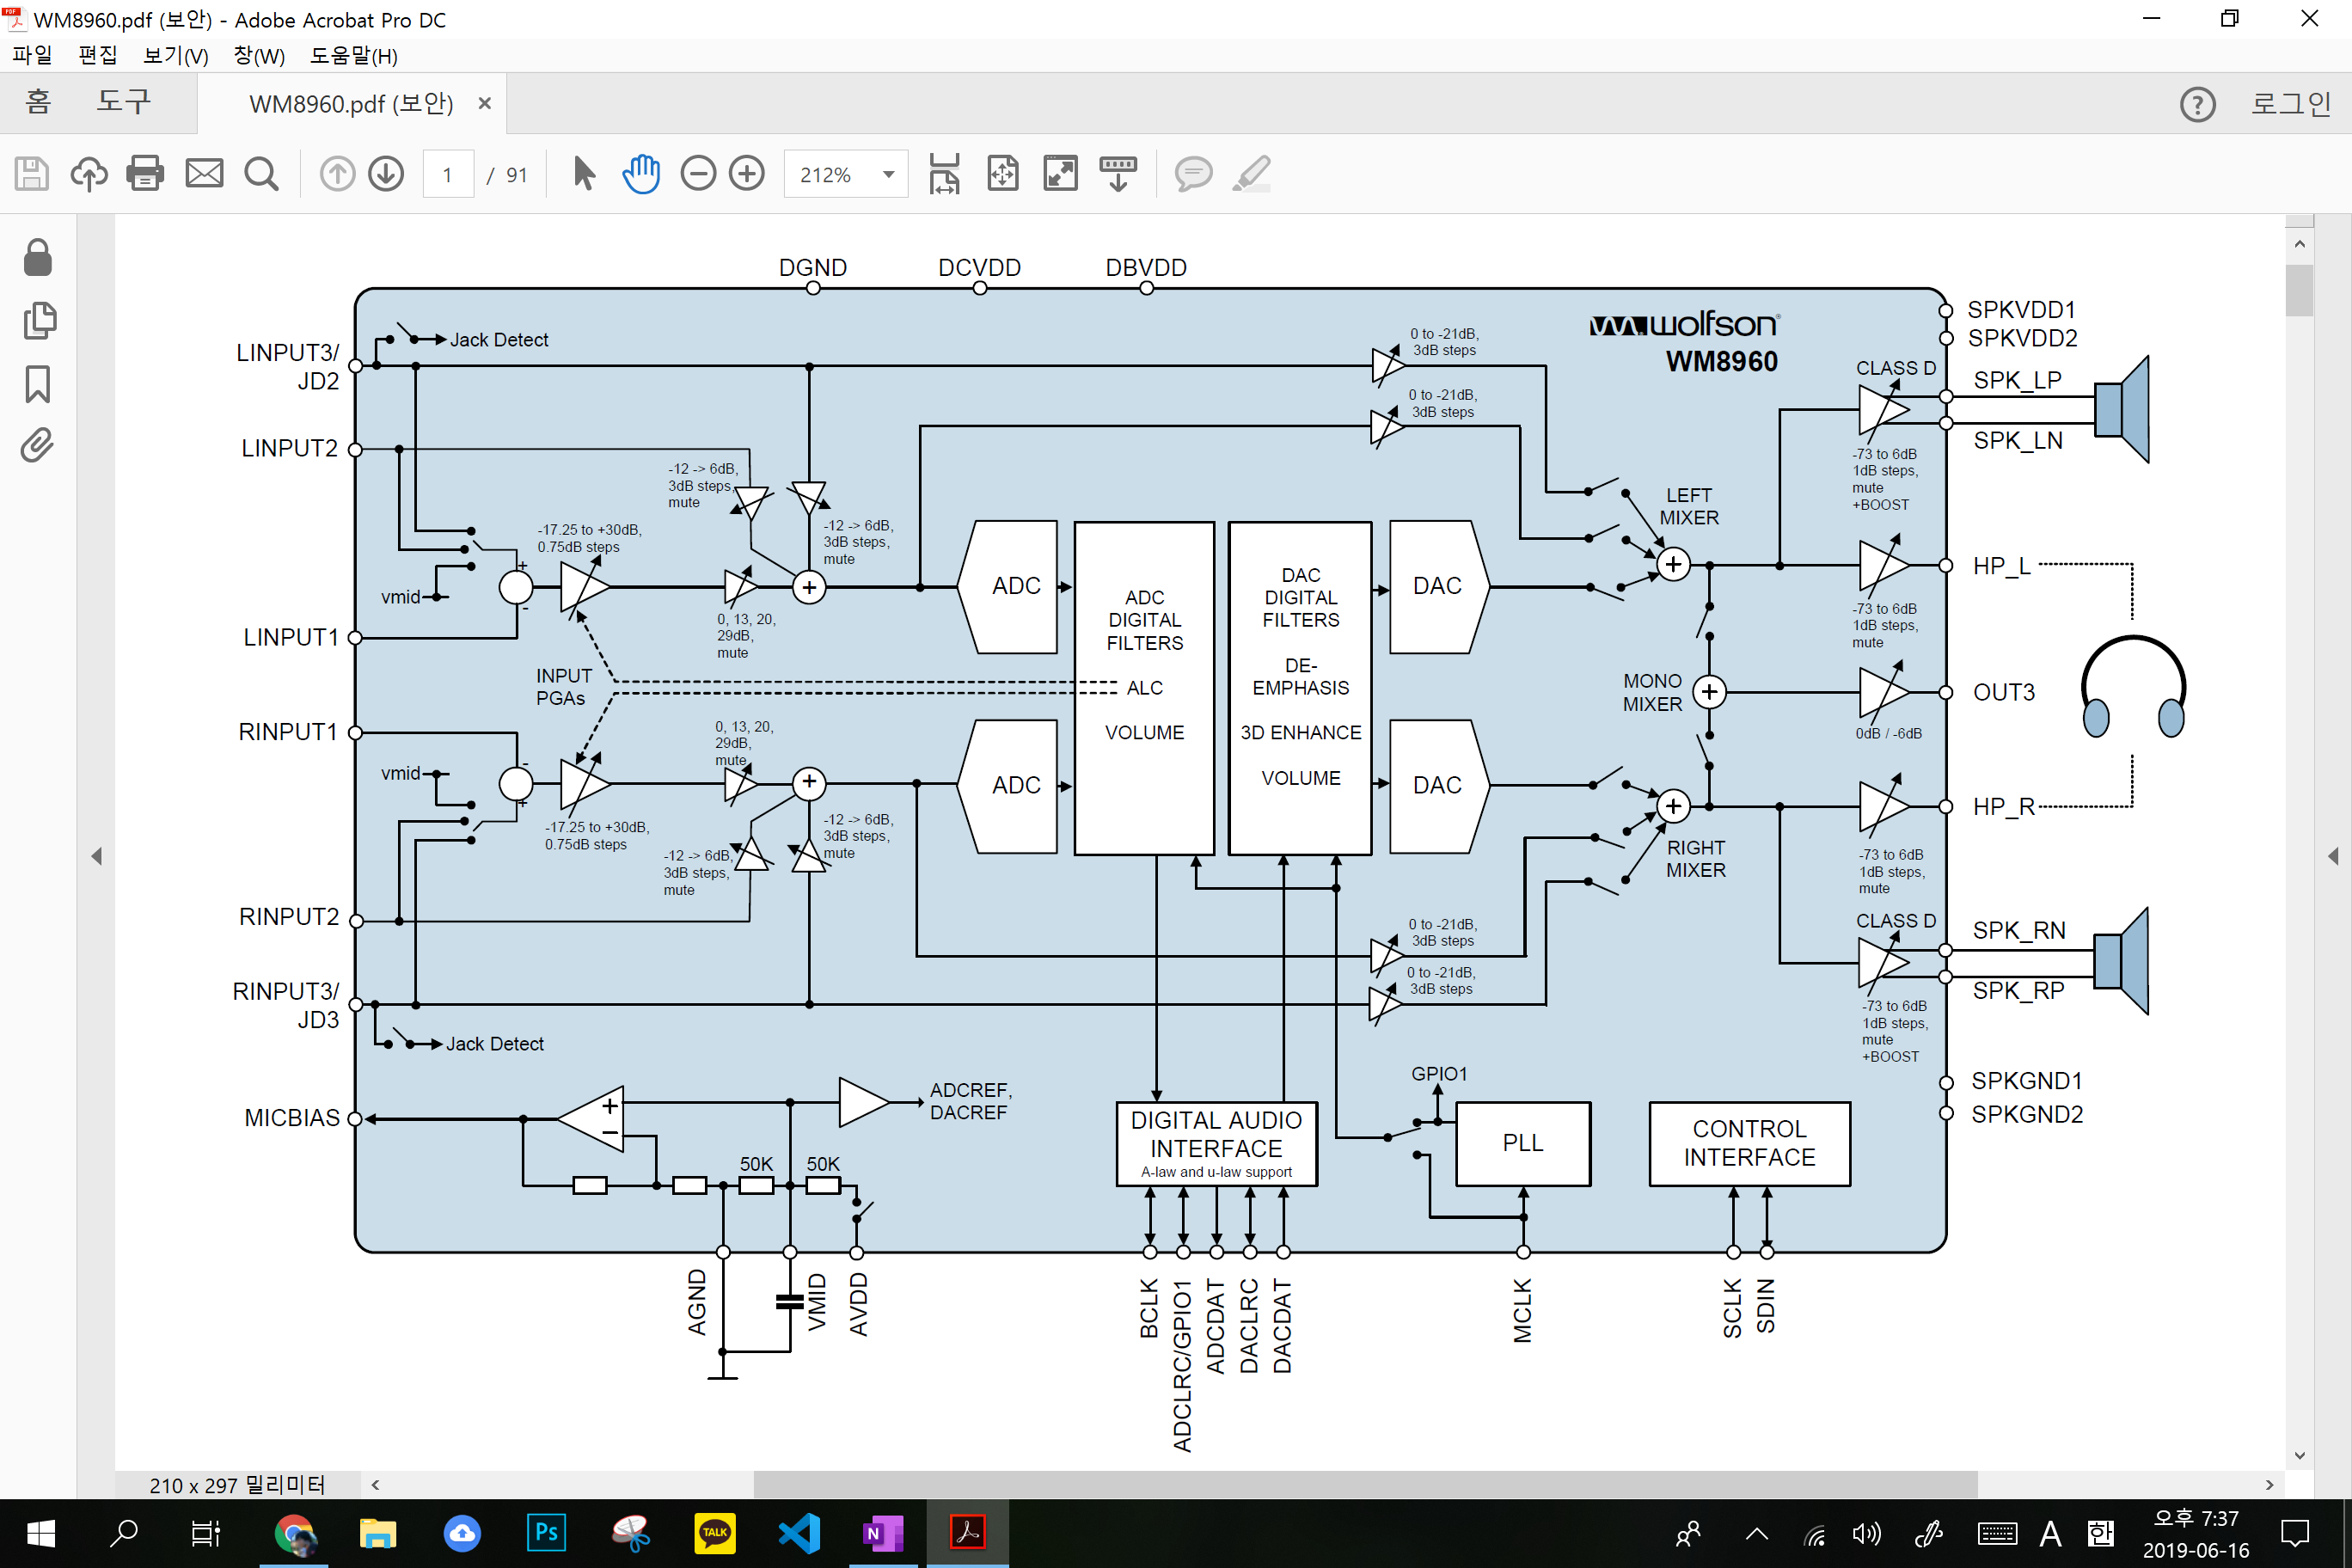 WM8960.pdf (보안) - Adobe Acrobat Pro DC
파일 편집 보기(V) 창(W) 도움말(H)
홈 도구 WM8960.pdf (보안) × ? 로그인
1 / 91 212%
DGND DCVDD DBVDD
wolfson
WM8960
SPKVDD1
SPKVDD2
Jack Detect
LINPUT3/
JD2
0 to -21dB,
3dB steps
0 to -21dB,
3dB steps
CLASS D
SPK_LP
SPK_LN
-73 to 6dB
1dB steps,
mute
+BOOST
LINPUT2
-12 -> 6dB,
3dB steps,
mute
-12 -> 6dB,
3dB steps,
mute
-17.25 to +30dB,
0.75dB steps
LEFT
MIXER
vmid
+
-
+
0, 13, 20,
29dB,
mute
ADC
ADC
DIGITAL
FILTERS
ALC
VOLUME
DAC
DIGITAL
FILTERS
DE-
EMPHASIS
3D ENHANCE
VOLUME
DAC
+
HP_L
-73 to 6dB
1dB steps,
mute
LINPUT1
INPUT
PGAs
MONO
MIXER
+
OUT3
0dB / -6dB
RINPUT1
0, 13, 20,
29dB,
mute
vmid
-
+
+
ADC
DAC
+
HP_R
-17.25 to +30dB,
0.75dB steps
-12 -> 6dB,
3dB steps,
mute
-12 -> 6dB,
3dB steps,
mute
RIGHT
MIXER
-73 to 6dB
1dB steps,
mute
RINPUT2
0 to -21dB,
3dB steps
0 to -21dB,
3dB steps
CLASS D
SPK_RN
SPK_RP
-73 to 6dB
1dB steps,
mute
+BOOST
RINPUT3/
JD3
Jack Detect
GPIO1
SPKGND1
SPKGND2
MICBIAS
+
−
ADCREF,
DACREF
50K 50K
DIGITAL AUDIO
INTERFACE
A-law and u-law support
PLL
CONTROL
INTERFACE
AGND
VMID
AVDD
BCLK
ADCLRC/GPIO1
ADCDAT
DACLRC
DACDAT
MCLK
SCLK
SDIN
210 x 297 밀리미터
Ps TALK N A 한 오후 7:37
2019-06-16